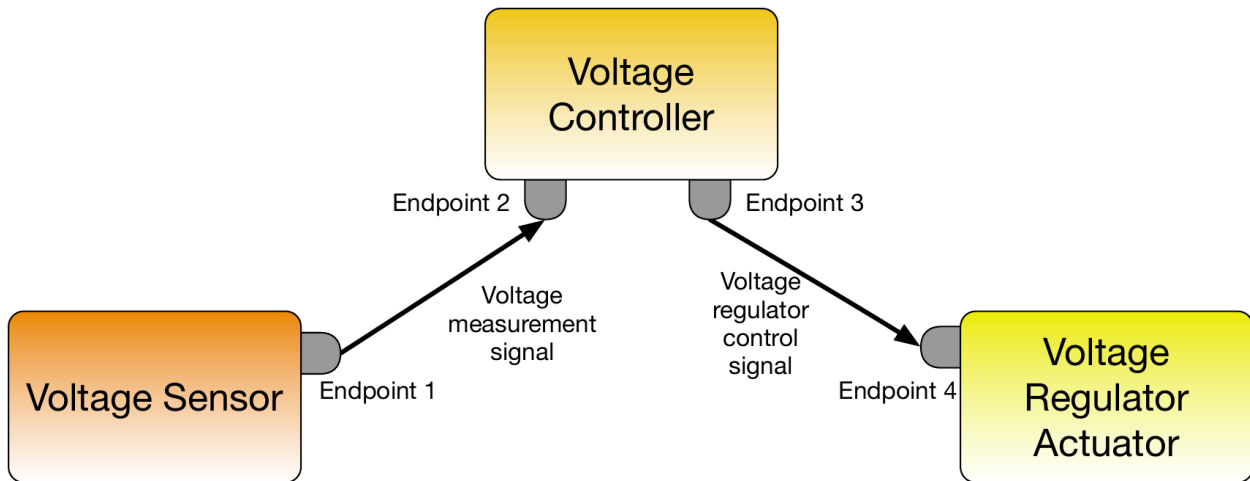 Voltage
Controller
Endpoint 2
Endpoint 3
Voltage
measurement
signal
Voltage
regulator
control
signal
Voltage Sensor
Endpoint 1
Endpoint 4
Voltage
Regulator
Actuator